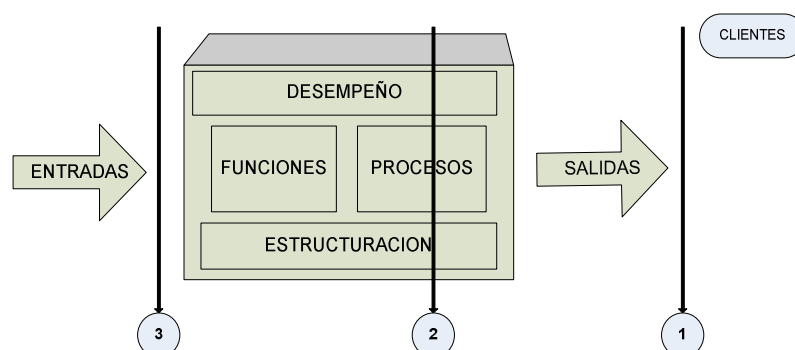 CLIENTES
DESEMPEÑO
ENTRADAS
FUNCIONES
PROCESOS
SALIDAS
ESTRUCTURACION
3
2
1